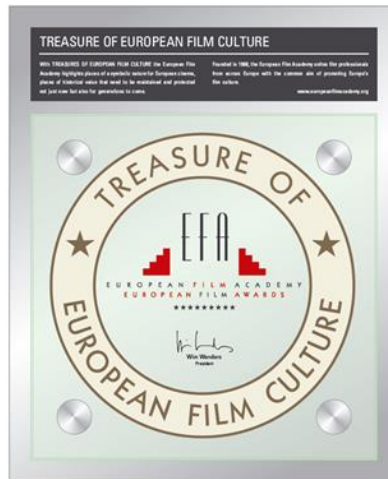 TREASURE OF EUROPEAN FILM CULTURE
With TREASURES OF EUROPEAN FILM CULTURE the European Film
Academy highlights places of a symbolic nature for European cinema,
places of historical value that need to be maintained and protected
not just now but also for generations to come.
Founded in 1988, the European Film Academy unites film professionals
from across Europe with the common aim of promoting Europe's
film culture.
www.europeanfilmacademy.org
TREASURE OF
EFA
EUROPEAN FILM ACADEMY
EUROPEAN FILM AWARDS
Wim Wenders
President
EUROPEAN FILM CULTURE